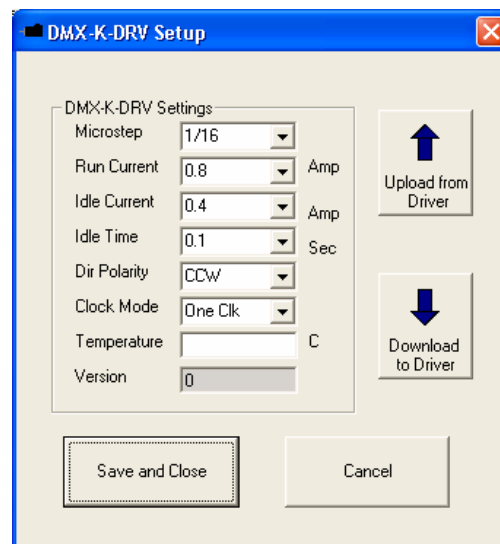 DMX-K-DRV Setup
DMX-K-DRV Settings
Microstep 1/16
Run Current 0.8 Amp
Idle Current 0.4 Amp
Idle Time 0.1 Sec
Dir Polarity CCW
Clock Mode One Clk
Temperature C
Version 0
Upload from
Driver
Download
to Driver
Save and Close
Cancel